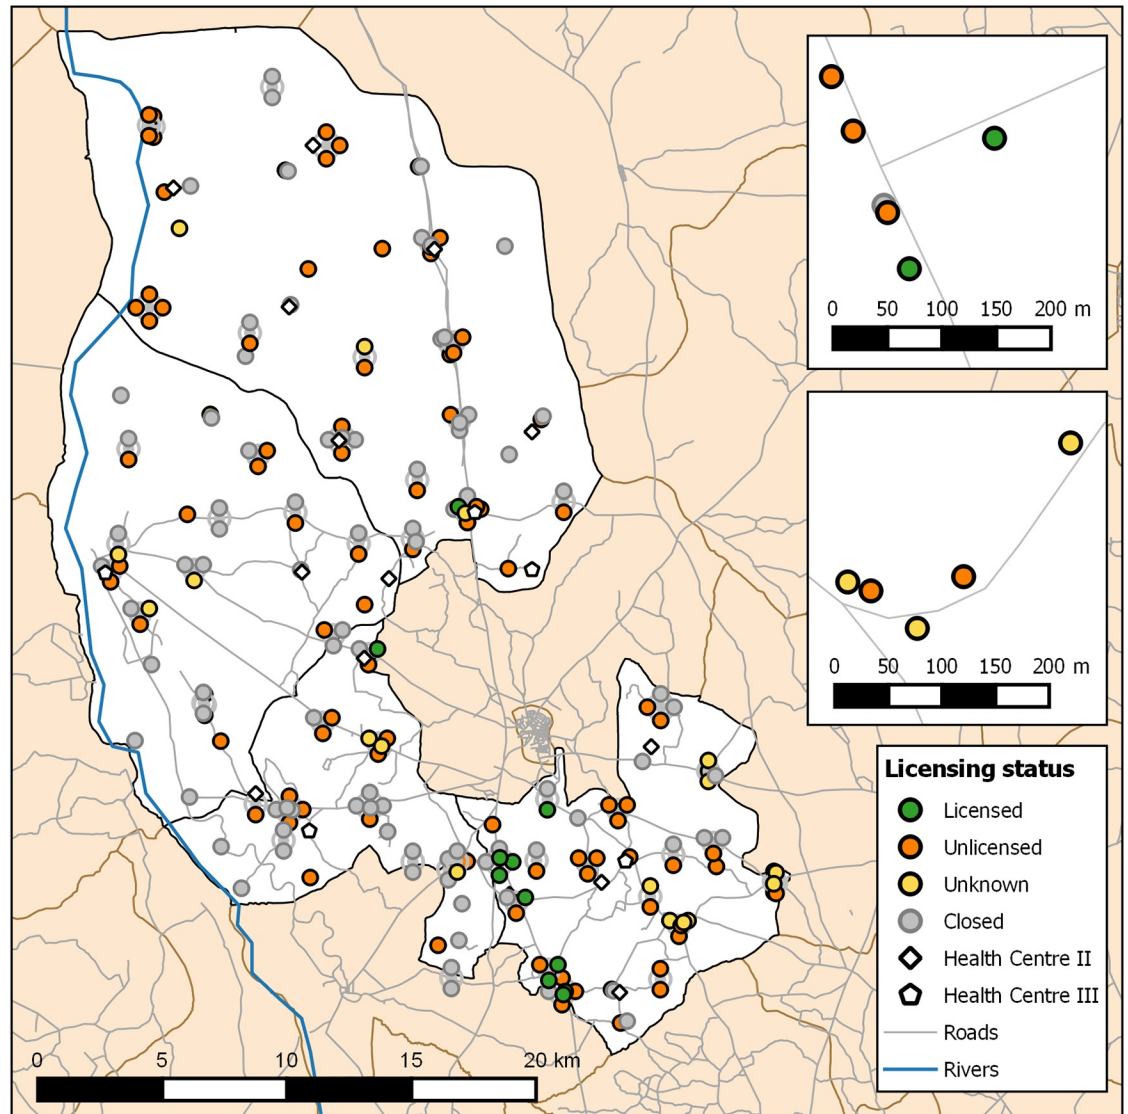 0 50 100 150 200 m
0 50 100 150 200 m
Licensing status
Licensed
Unlicensed
Unknown
Closed
Health Centre II
Health Centre III
Roads
Rivers
0 5 10 15 20 km